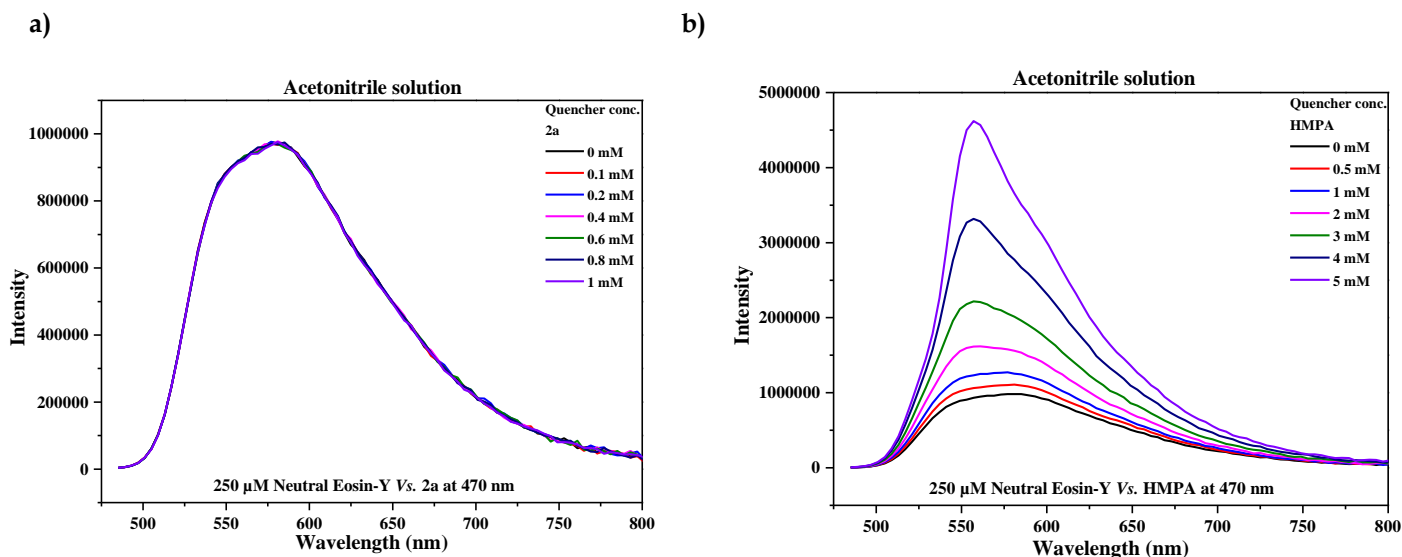 a)
Acetonitrile solution
Quencher conc.
2a
0 mM
0.1 mM
0.2 mM
0.4 mM
0.6 mM
0.8 mM
1 mM
1000000
800000
600000
400000
200000
0
Intensity
250 µM Neutral Eosin-Y Vs. 2a at 470 nm
500 550 600 650 700 750 800
Wavelength (nm)
b)
Acetonitrile solution
Quencher conc.
HMPA
0 mM
0.5 mM
1 mM
2 mM
3 mM
4 mM
5 mM
5000000
4000000
3000000
2000000
1000000
0
Intensity
250 µM Neutral Eosin-Y Vs. HMPA at 470 nm
500 550 600 650 700 750 800
Wavelength (nm)